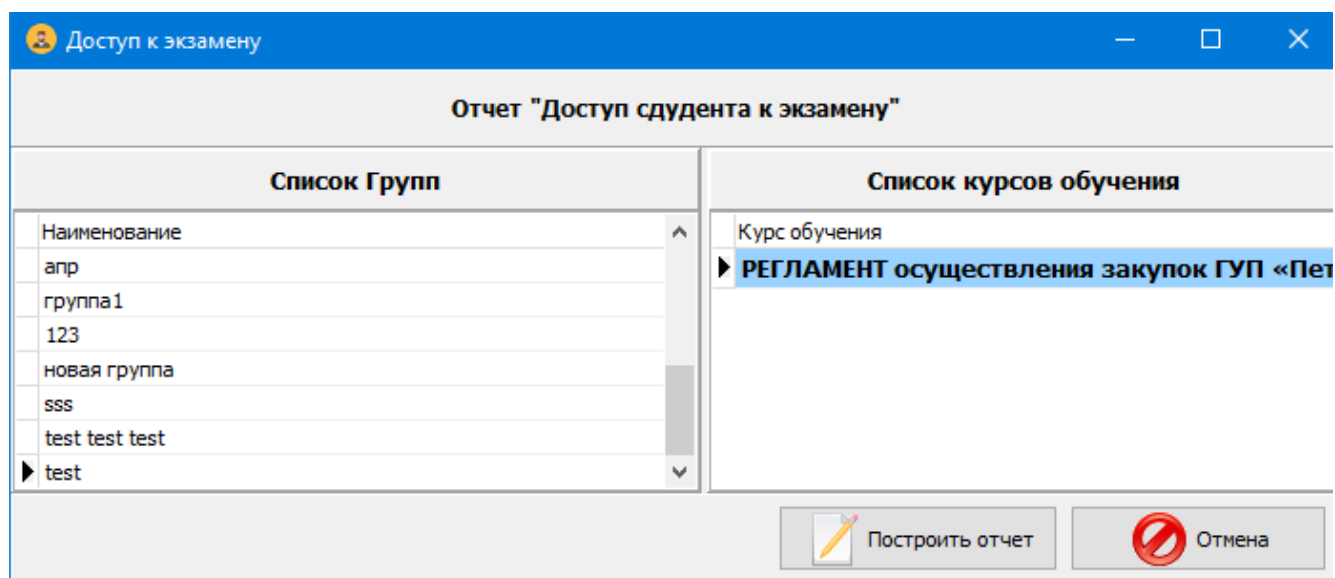 Доступ к экзамену
Отчет "Доступ сдудента к экзамену"
Список Групп
Список курсов обучения
Наименование
апр
группа1
123
новая группа
sss
test test test
test
Курс обучения
РЕГЛАМЕНТ осуществления закупок ГУП «Пет
Построить отчет
Отмена